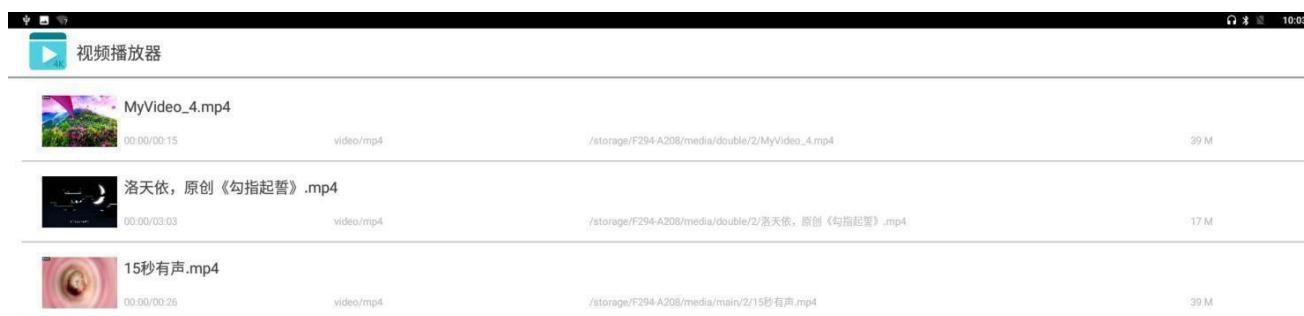 10:03
4K
视频播放器
MyVideo_4.mp4
00:00/00:15 video/mp4 /storage/F294-A208/media/double/2/MyVideo_4.mp4 39 M
洛天依，原创《勾指起誓》.mp4
00:00/03:03 video/mp4 /storage/F294-A208/media/double/2/洛天依，原创《勾指起誓》.mp4 17 M
15秒有声.mp4
00:00/00:26 video/mp4 /storage/F294-A208/media/main/2/15秒有声.mp4 39 M